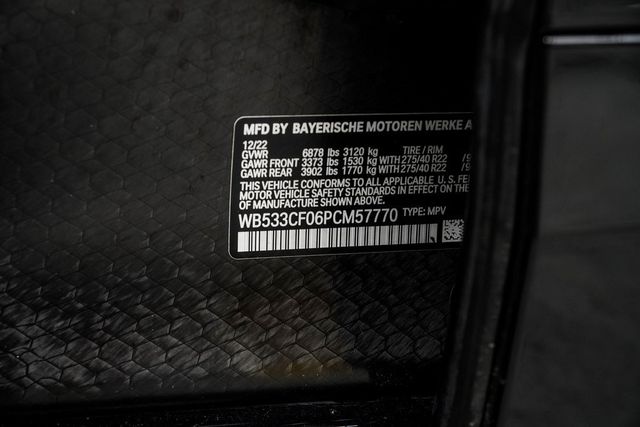 MFD BY BAYERISCHE MOTOREN WERKE A
12/22
GVWR 6878 lbs 3120 kg TIRE / RIM
GAWR FRONT 3373 lbs 1530 kg WITH 275/40 R22 /9
GAWR REAR 3902 lbs 1770 kg WITH 275/40 R22 /9
THIS VEHICLE CONFORMS TO ALL APPLICABLE U.S. FE
MOTOR VEHICLE SAFETY STANDARDS IN EFFECT ON THE
OF MANUFACTURE SHOWN ABOVE.
WB533CF06PCM57770 TYPE: MPV